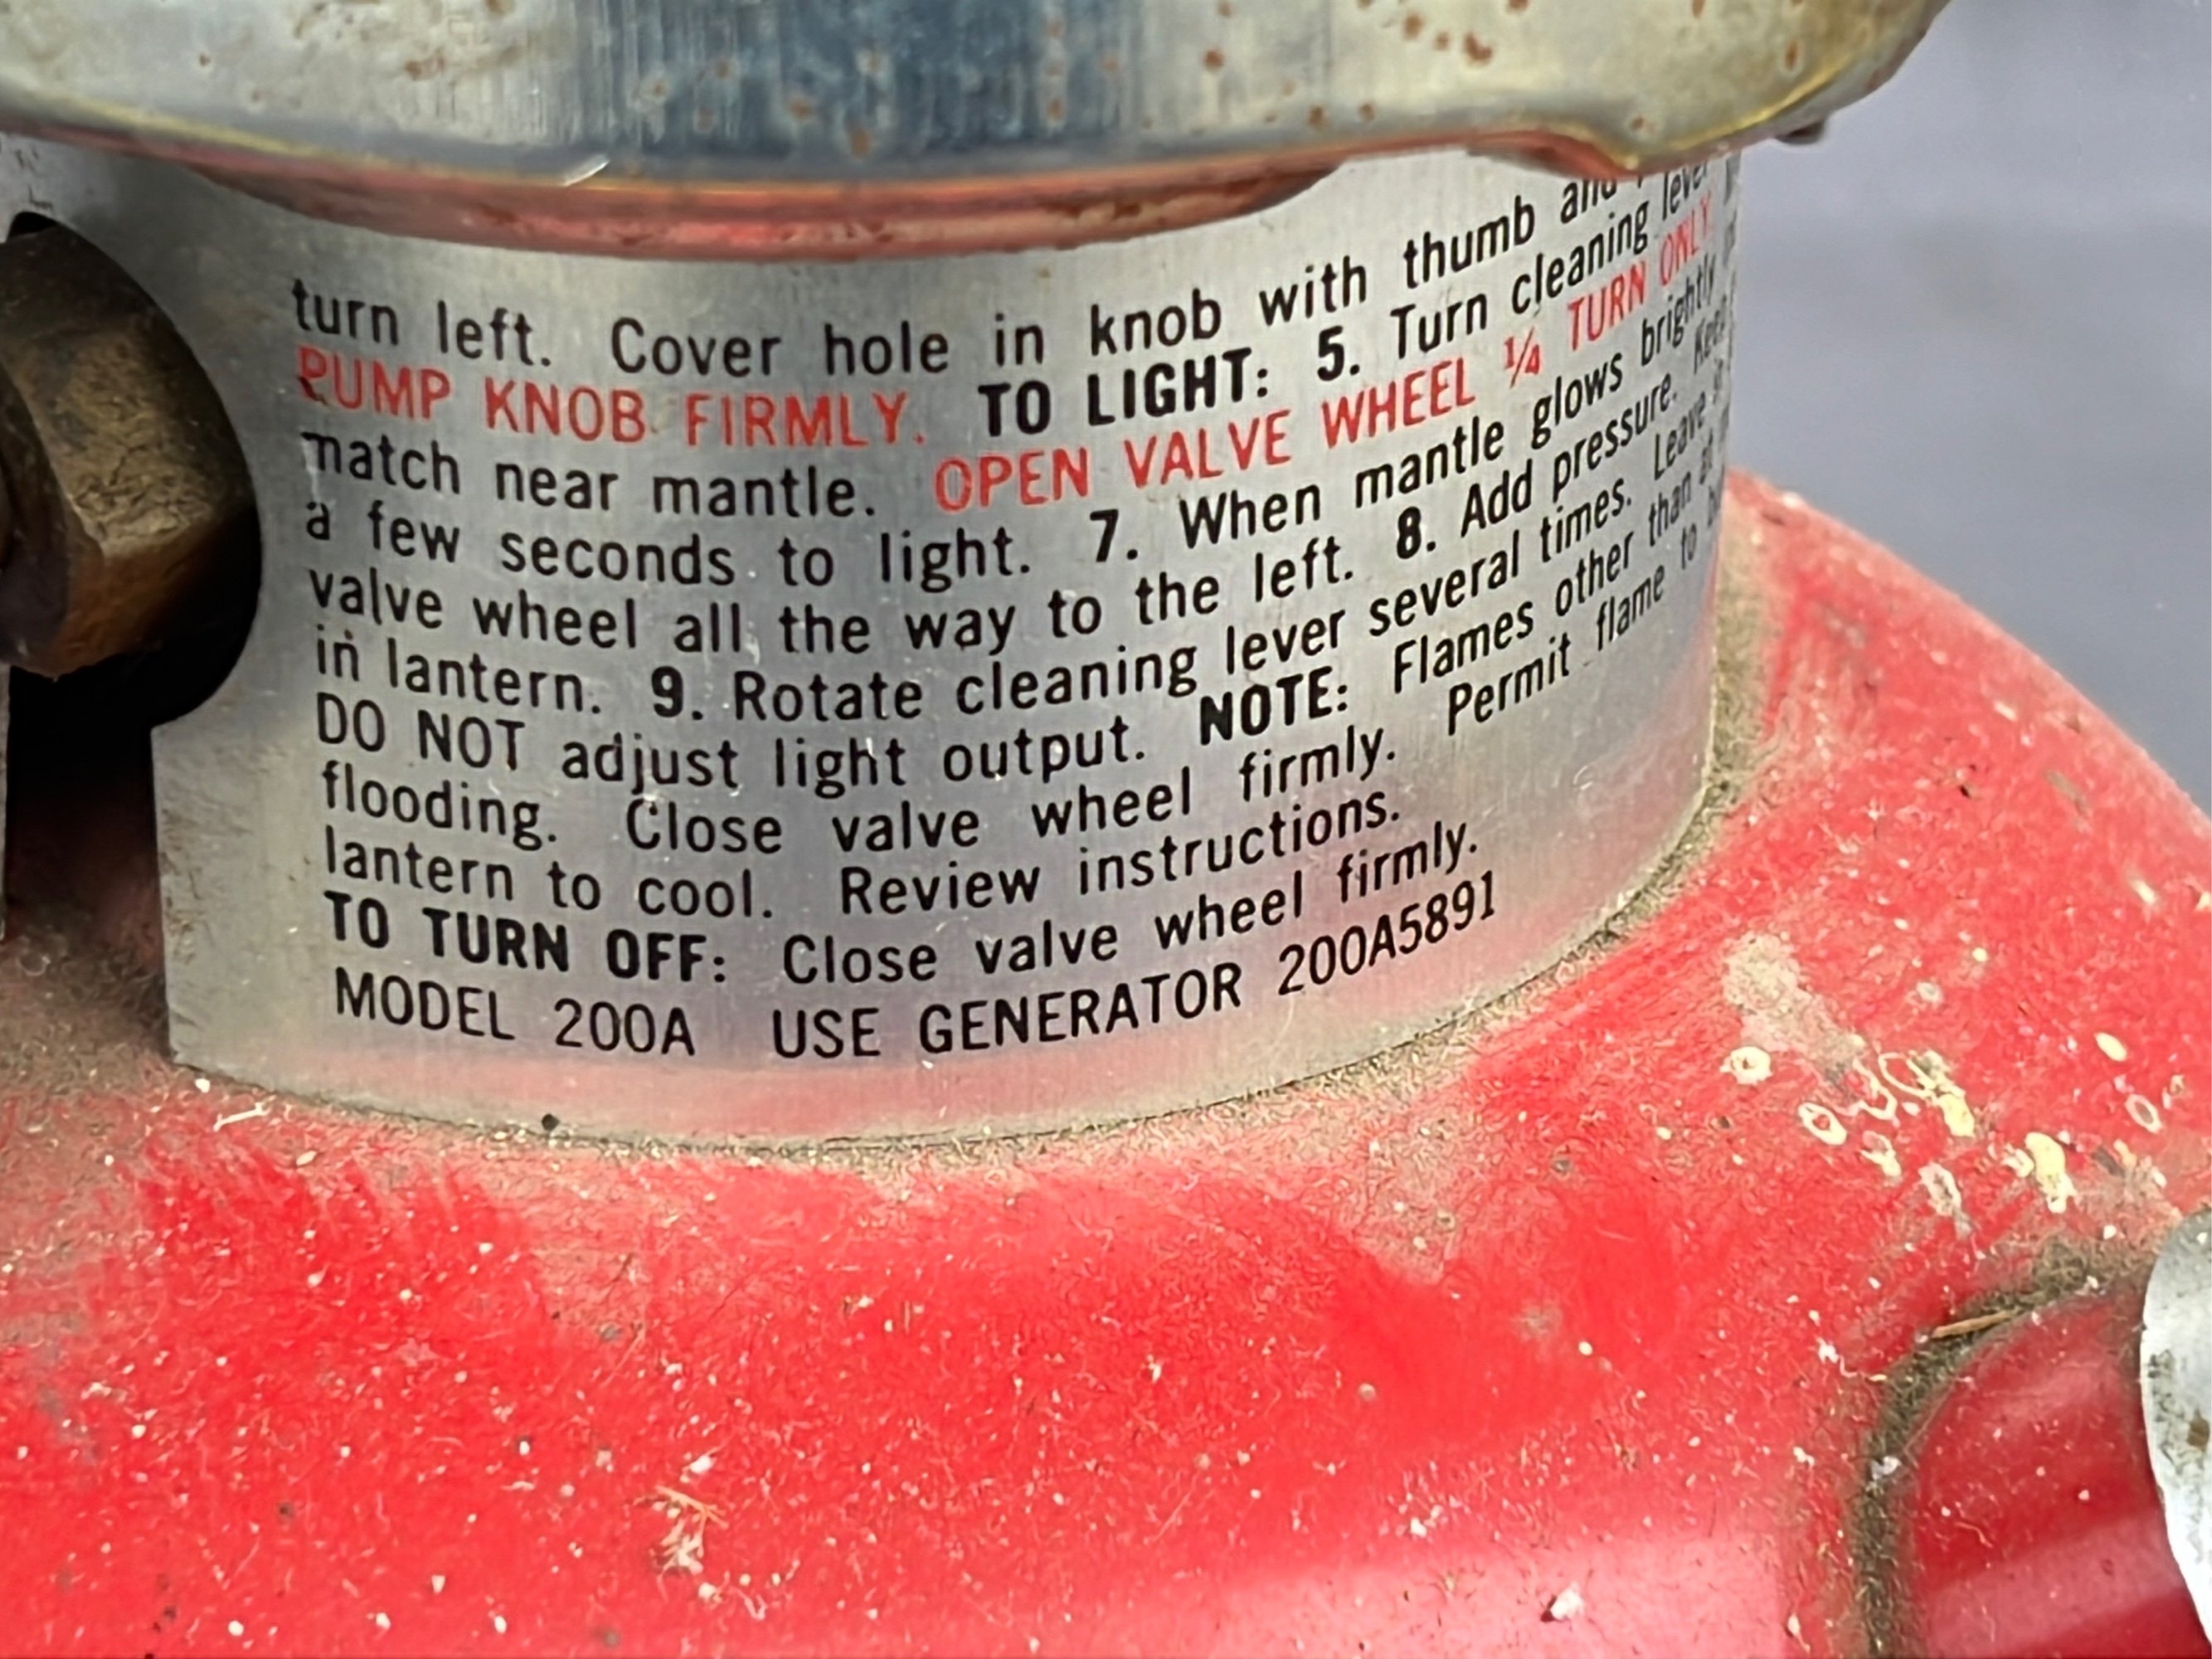 turn left. Cover hole in knob with thumb and
PUMP KNOB FIRMLY. TO LIGHT: 5. Turn cleaning lever
match near mantle. OPEN VALVE WHEEL ¼ TURN ONLY.
a few seconds to light. 7. When mantle glows brightly
valve wheel all the way to the left. 8. Add pressure. Keep
in lantern. 9. Rotate cleaning lever several times. Leave
DO NOT adjust light output. NOTE: Flames other than at
flooding. Close valve wheel firmly. Permit flame to
lantern to cool. Review instructions.
TO TURN OFF: Close valve wheel firmly.
MODEL 200A USE GENERATOR 200A5891